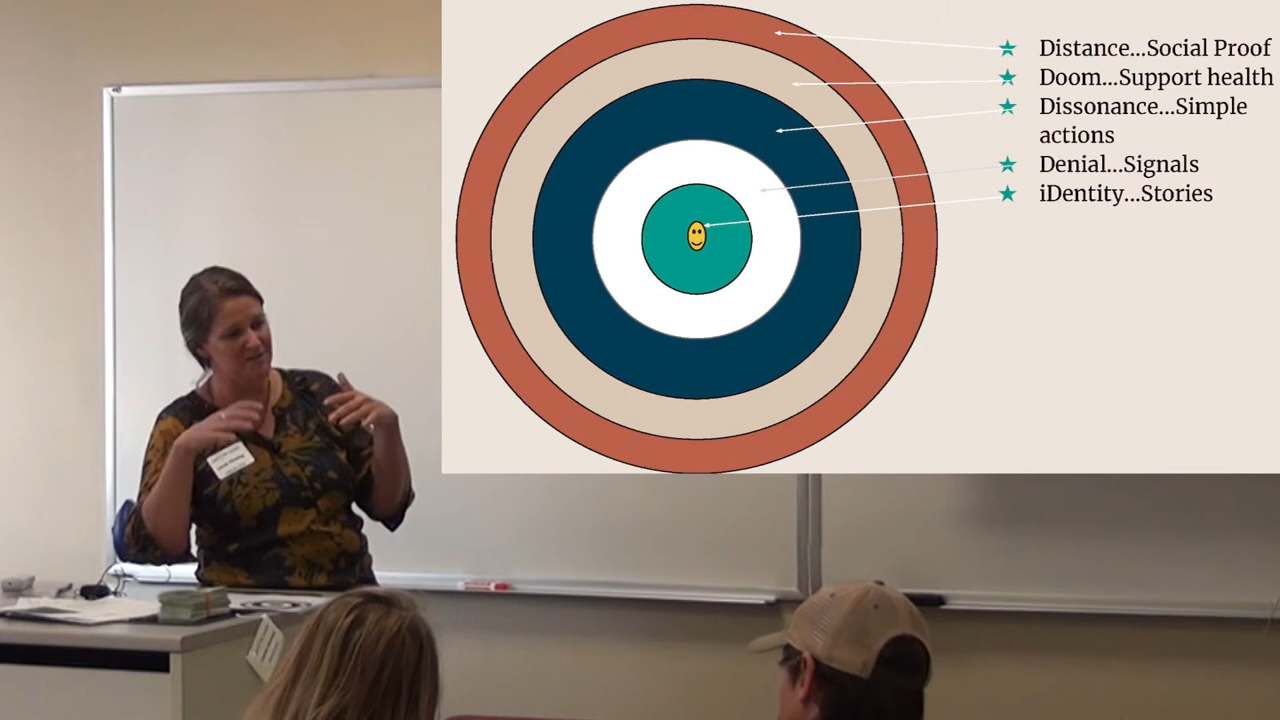 Distance...Social Proof
Doom...Support health
Dissonance...Simple
actions
Denial...Signals
iDentity...Stories